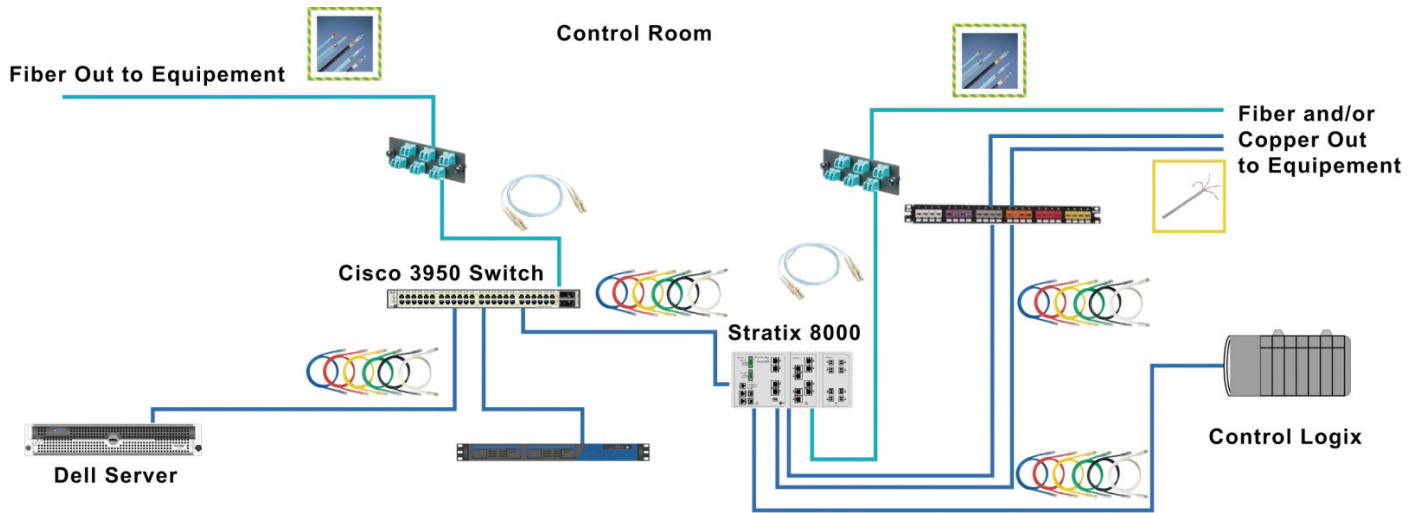 Control Room
Fiber Out to Equipement
Fiber and/or
Copper Out
to Equipement
Cisco 3950 Switch
Stratix 8000
Dell Server
Control Logix